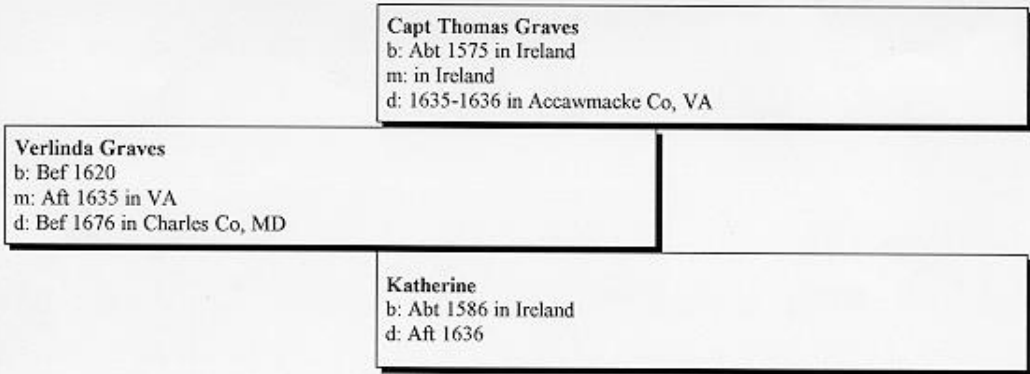 Capt Thomas Graves
b: Abt 1575 in Ireland
m: in Ireland
d: 1635-1636 in Accawmacke Co, VA
Verlinda Graves
b: Bef 1620
m: Aft 1635 in VA
d: Bef 1676 in Charles Co, MD
Katherine
b: Abt 1586 in Ireland
d: Aft 1636